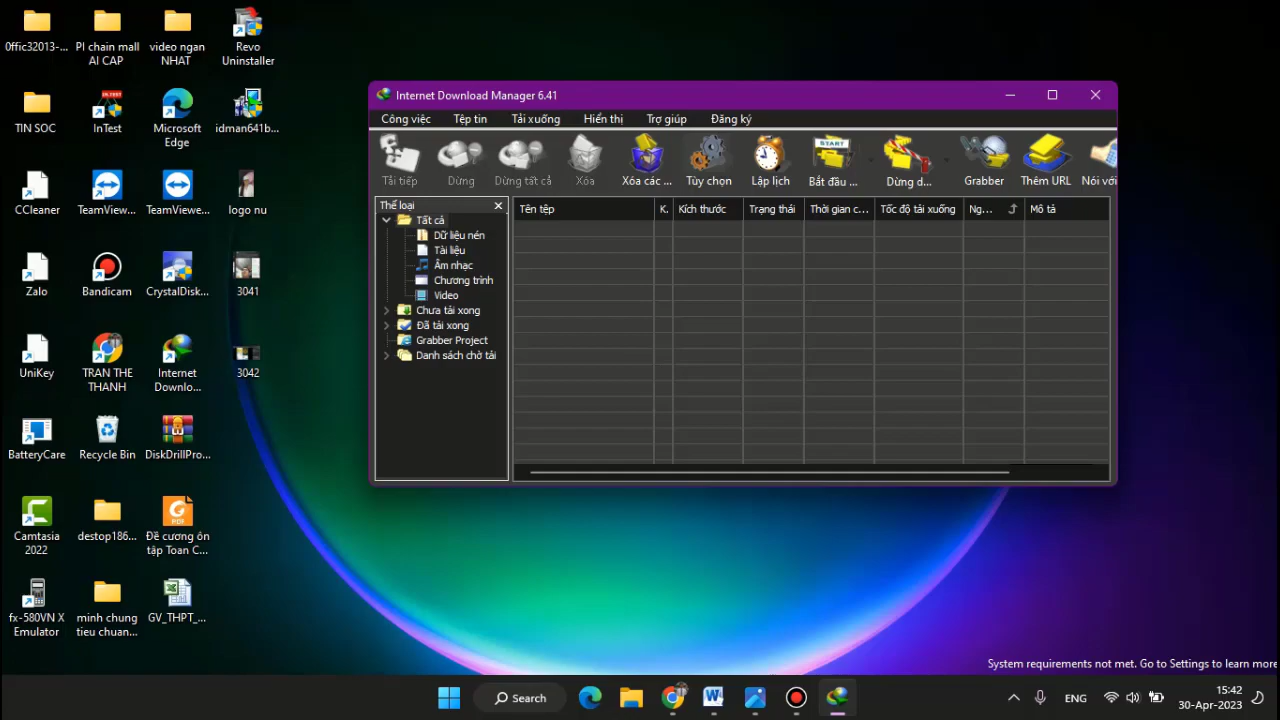 0ffic32013-...
PI chain mall
AI CAP
video ngan
NHAT
Revo
Uninstaller
TIN SOC
IN-TEST
InTest
Microsoft
Edge
idman641b...
CCleaner
TeamViewe...
TeamViewe...
logo nu
Zalo
Bandicam
CrystalDisk...
3041
UniKey
TRAN THE
THANH
Internet
Downlo...
3042
BatteryCare
Recycle Bin
DiskDrillPro...
Camtasia
2022
destop186...
PDF
Đề cương ôn
tập Toan C...
fx-580VN X
Emulator
minh chung
tieu chuan...
GV_THPT_...
Internet Download Manager 6.41
Công việc Tệp tin Tải xuống Hiển thị Trợ giúp Đăng ký
START
Tải tiếp Dừng Dừng tất cả Xóa Xóa các ... Tùy chọn Lập lịch Bắt đầu ... Dừng d... Grabber Thêm URL Nói với
Thể loại
Tên tệp K. Kích thước Trạng thái Thời gian c... Tốc độ tải xuống Ng... Mô tả
Tất cả
Dữ liệu nén
Tài liệu
Âm nhạc
Chương trình
Video
Chưa tải xong
Đã tải xong
Grabber Project
Danh sách chờ tải
System requirements not met. Go to Settings to learn more
Search
ENG
15:42
30-Apr-2023